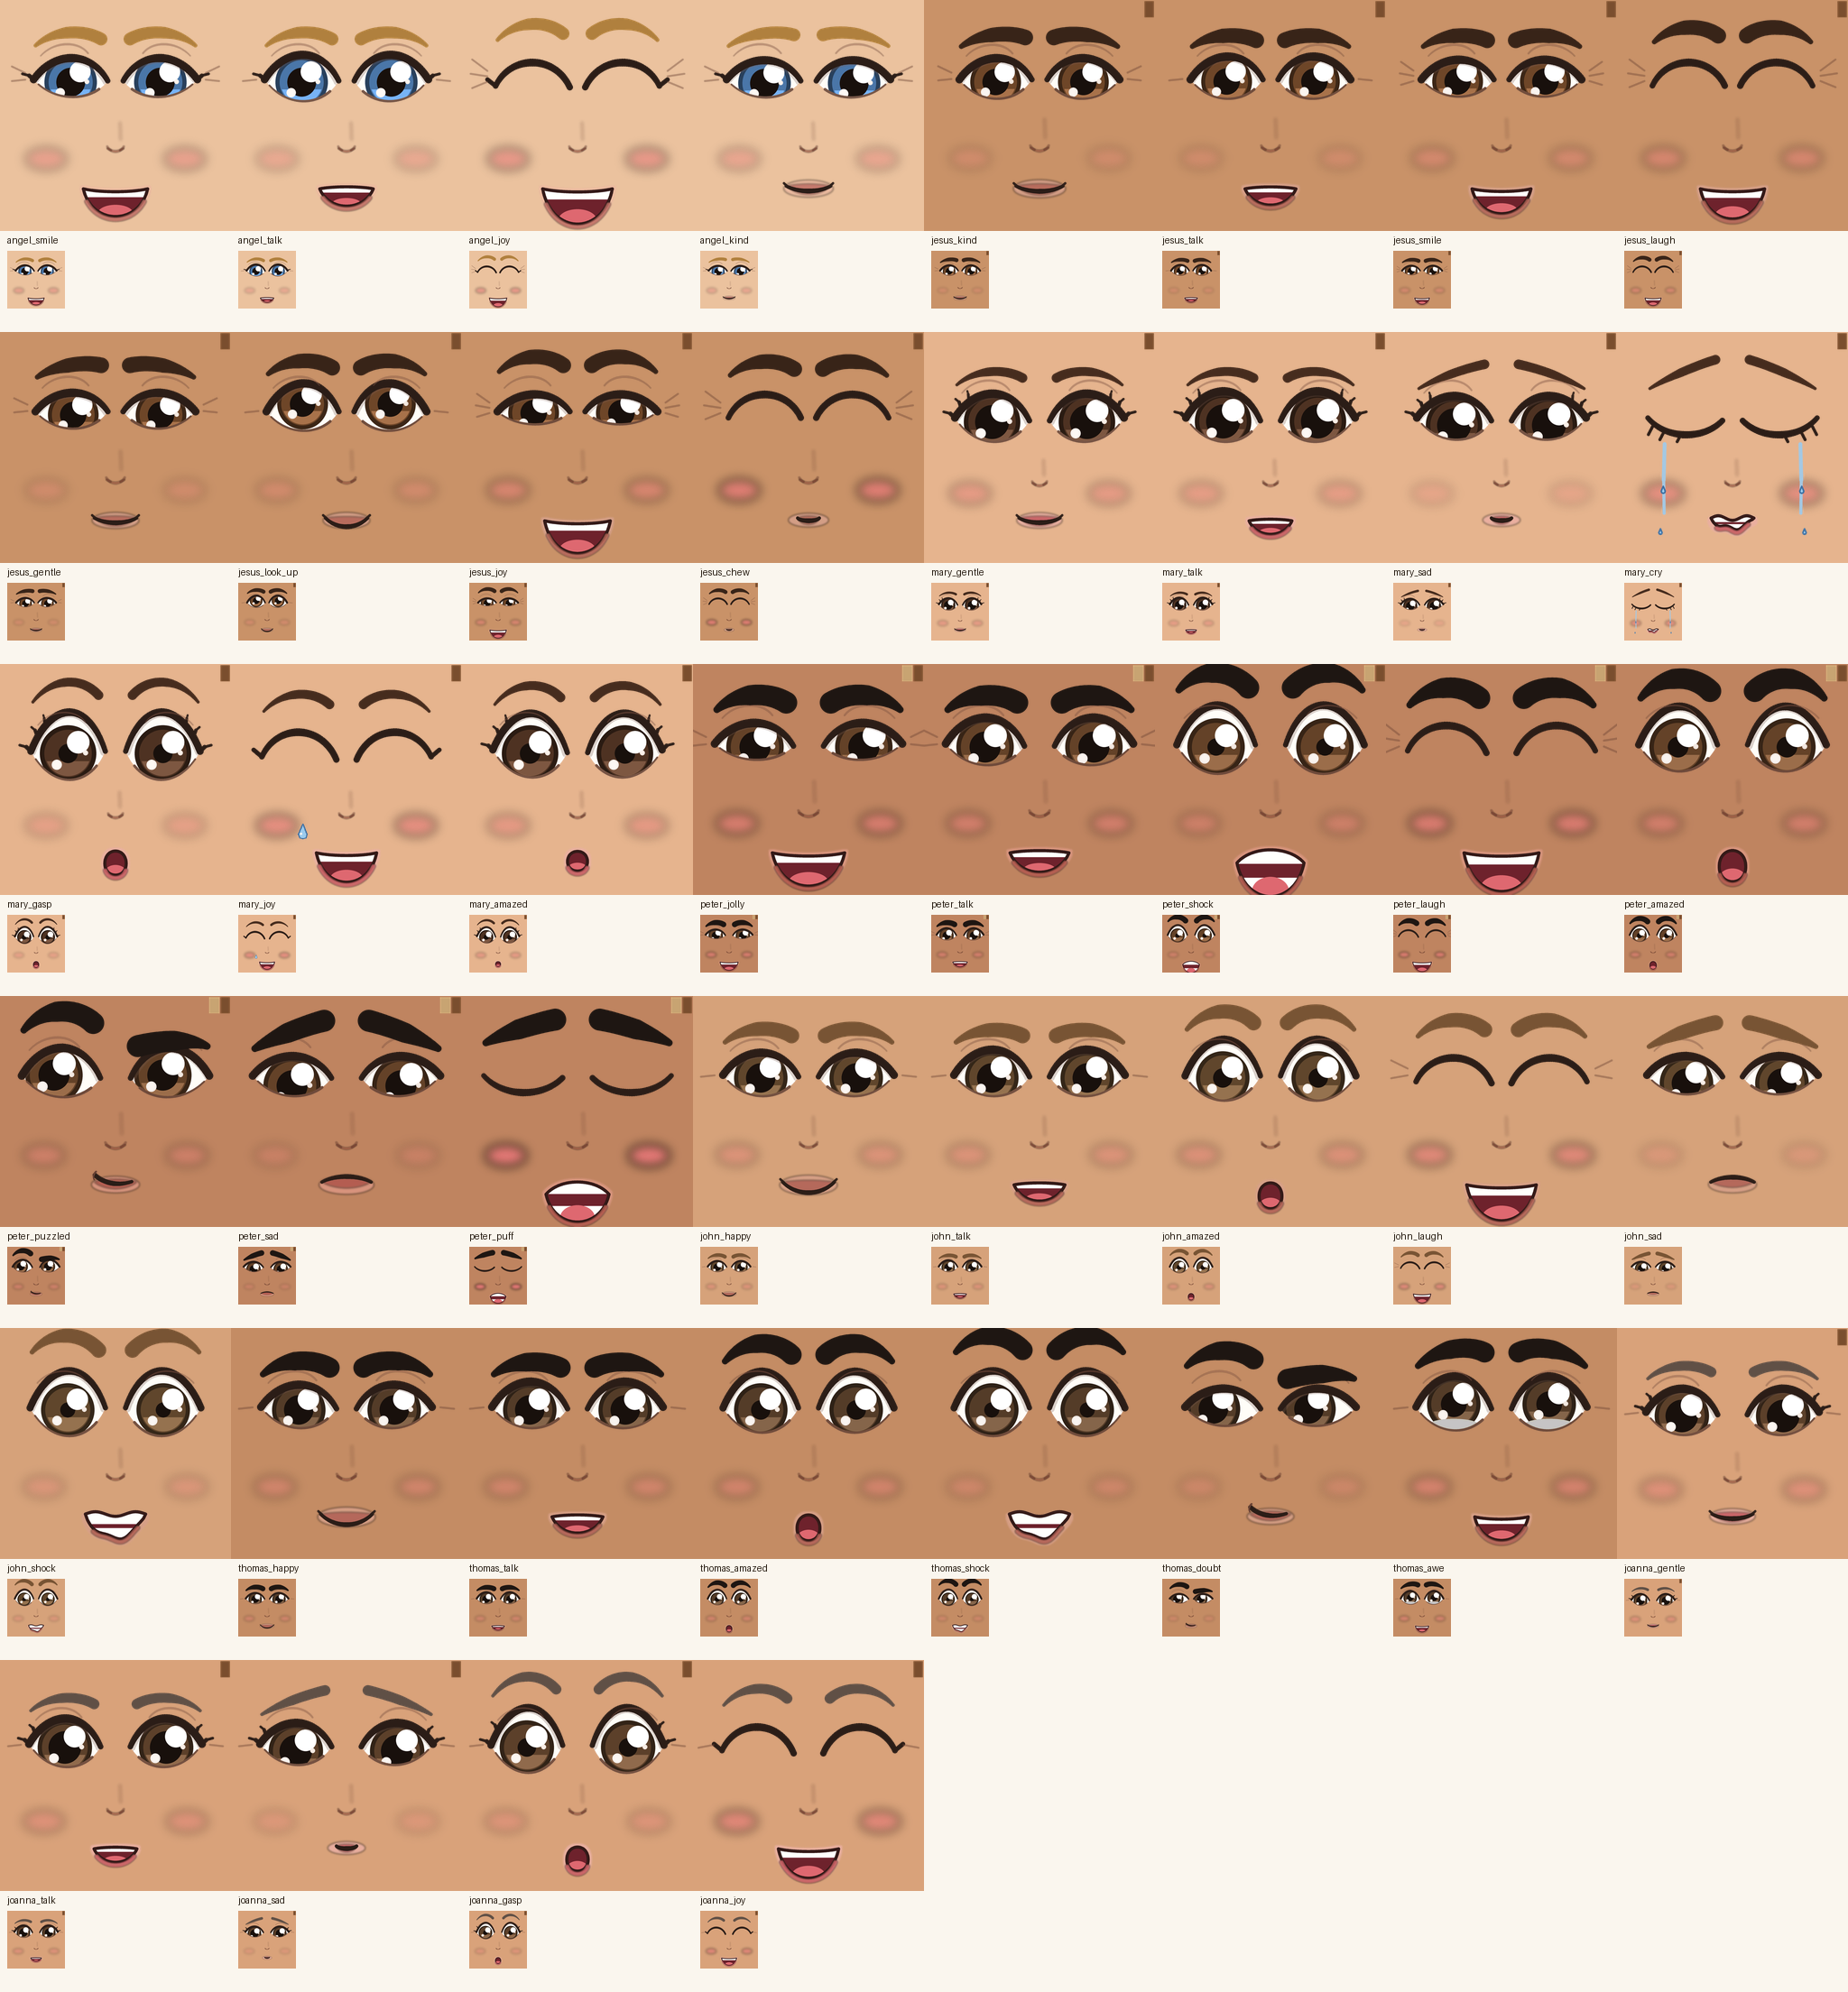 angel_smile angel_talk angel_joy angel_kind jesus_kind jesus_talk jesus_smile jesus_laugh
jesus_gentle jesus_look_up jesus_joy jesus_chew mary_gentle mary_talk mary_sad mary_cry
mary_gasp mary_joy mary_amazed peter_jolly peter_talk peter_shock peter_laugh peter_amazed
peter_puzzled peter_sad peter_puff john_happy john_talk john_amazed john_laugh john_sad
john_shock thomas_happy thomas_talk thomas_amazed thomas_shock thomas_doubt thomas_awe joanna_gentle
joanna_talk joanna_sad joanna_gasp joanna_joy